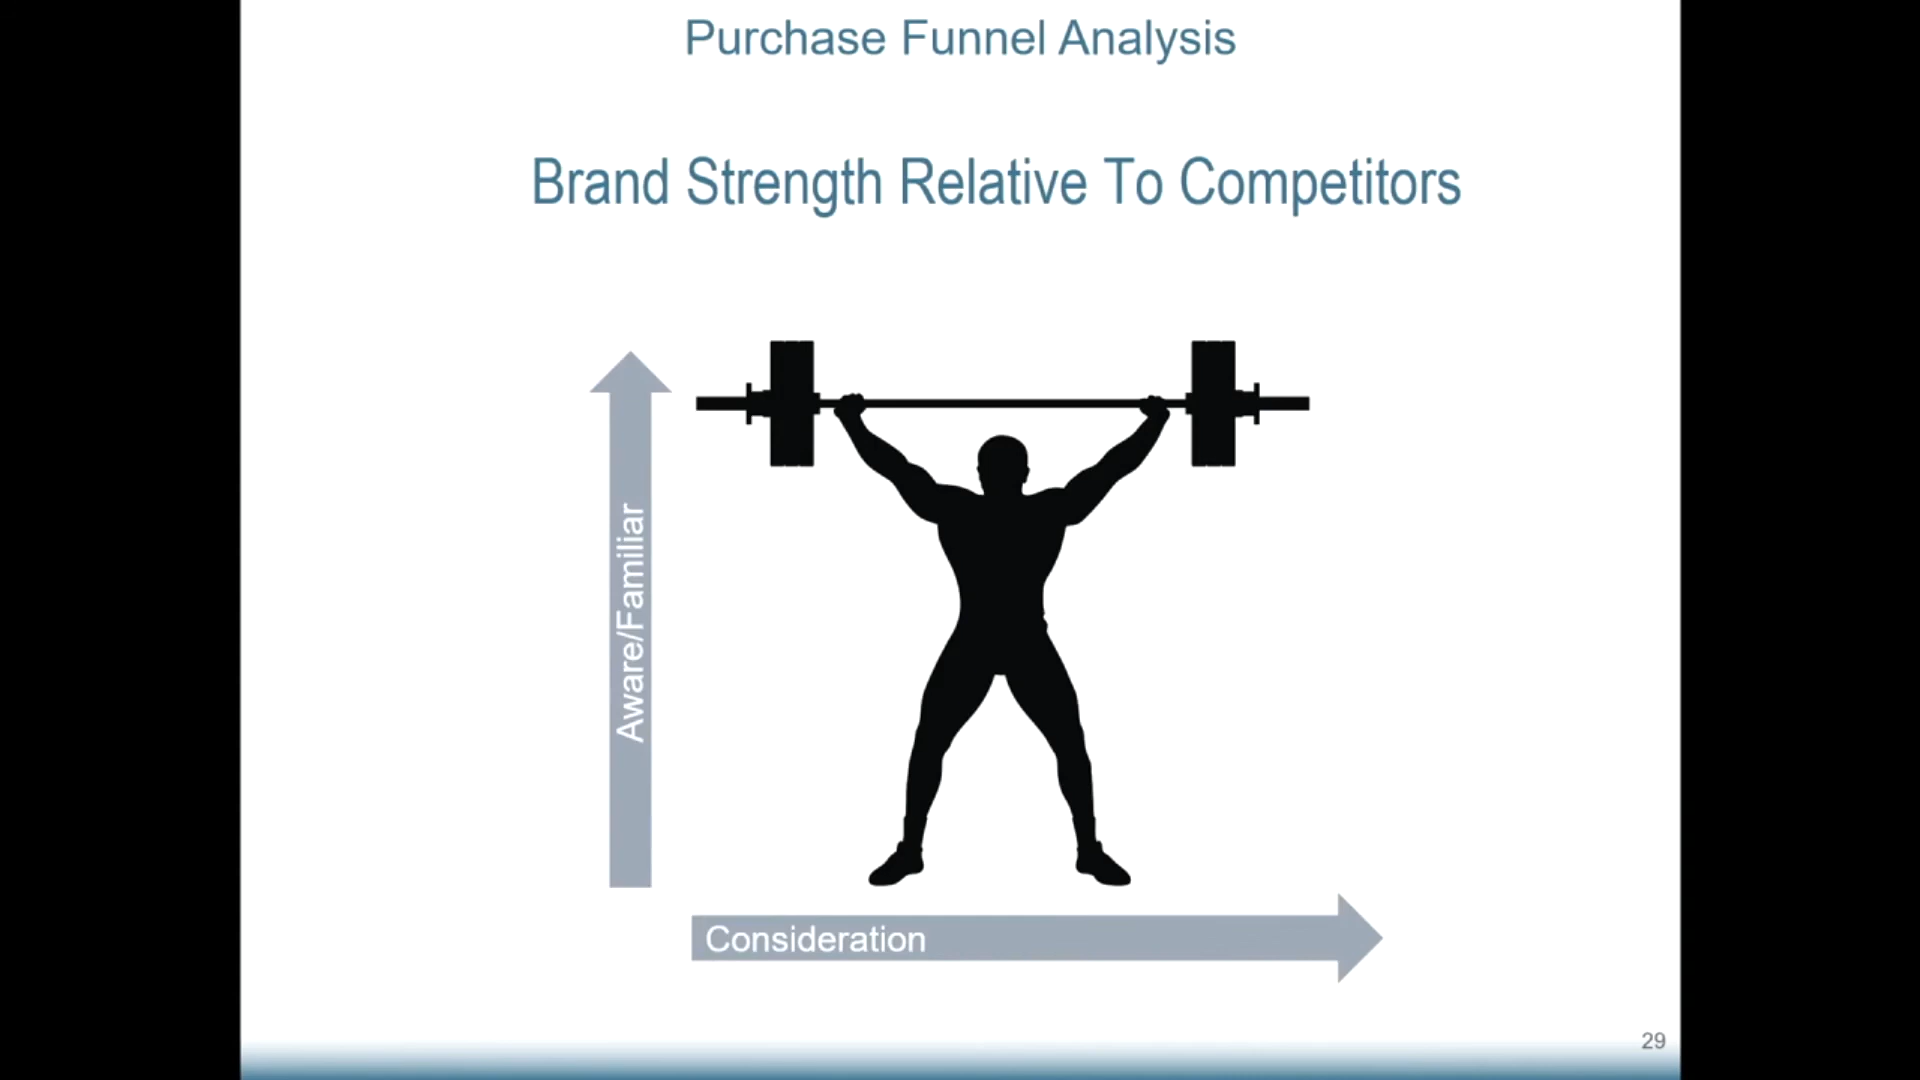 Purchase Funnel Analysis
Brand Strength Relative To Competitors
Aware/Familiar
Consideration
29